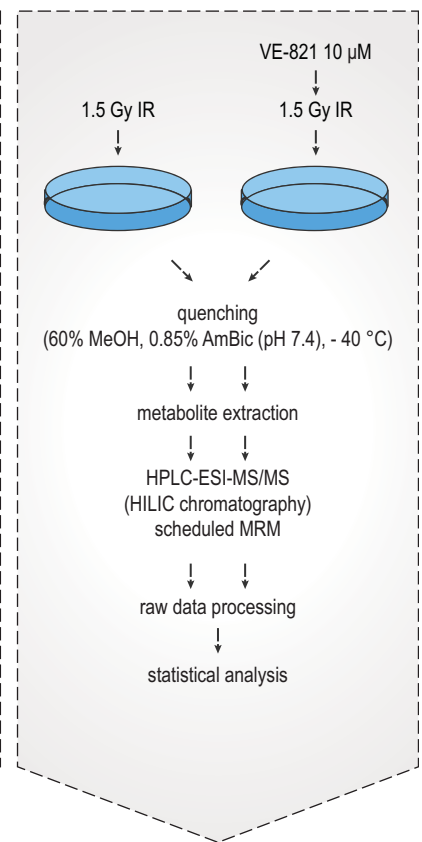 VE-821 10 µM
1.5 Gy IR 1.5 Gy IR
quenching
(60% MeOH, 0.85% AmBic (pH 7.4), - 40 °C)
metabolite extraction
HPLC-ESI-MS/MS
(HILIC chromatography)
scheduled MRM
raw data processing
statistical analysis